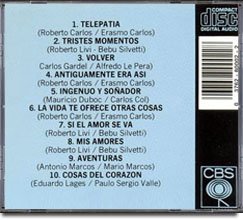 COMPACT
disc
DIGITAL AUDIO
1. TELEPATIA
(Roberto Carlos / Erasmo Carlos)
2. TRISTES MOMENTOS
(Roberto Livi - Bebu Silvetti)
3. VOLVER
Carlos Gardel / Alfredo Le Pera)
4. ANTIGUAMENTE ERA ASI
(Roberto Carlos / Erasmo Carlos)
5. INGENUO Y SOÑADOR
(Mauricio Duboc / Carlos Col)
6. LA VIDA TE OFRECE OTRAS COSAS
(Roberto Carlos / Erasmo Carlos)
7. SI EL AMOR SE VA
(Roberto Livi / Bebu Silvetti)
8. MIS AMORES
(Roberto Livi / Bebu Silvetti)
9. AVENTURAS
(Antonio Marcos / Mario Marcos)
10. COSAS DEL CORAZON
(Eduardo Lages / Paulo Sergio Valle)
CBS